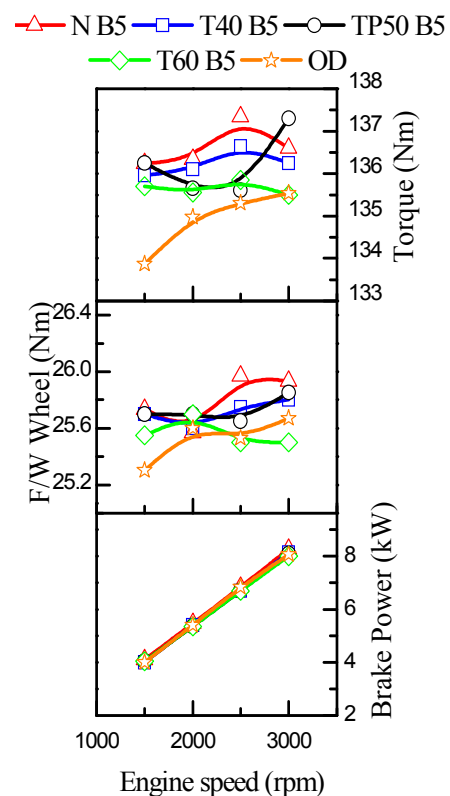 N B5 T40 B5 TP50 B5
T60 B5 OD
138
137
136
135
134
133
Torque (Nm)
26.4
26.0
25.6
25.2
F/W Wheel (Nm)
8
6
4
2
Brake Power (kW)
1000 2000 3000
Engine speed (rpm)